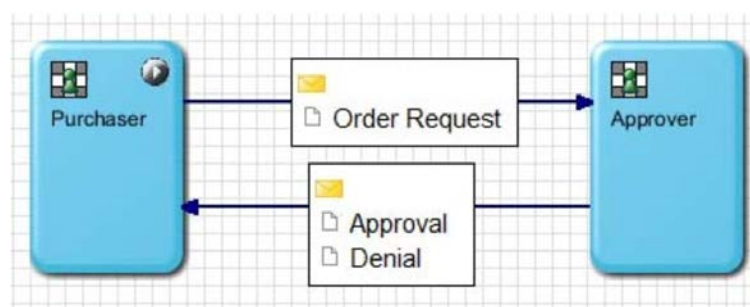 Purchaser
Order Request
Approver
Approval
Denial